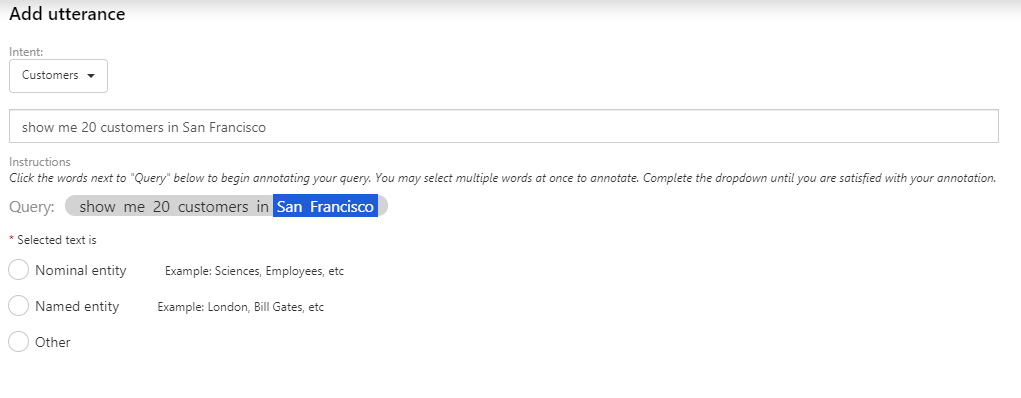 Add utterance
Intent:
Customers
show me 20 customers in San Francisco
Instructions
Click the words next to "Query" below to begin annotating your query. You may select multiple words at once to annotate. Complete the dropdown until you are satisfied with your annotation.
Query: show me 20 customers in San Francisco
* Selected text is
Nominal entity Example: Sciences, Employees, etc
Named entity Example: London, Bill Gates, etc
Other